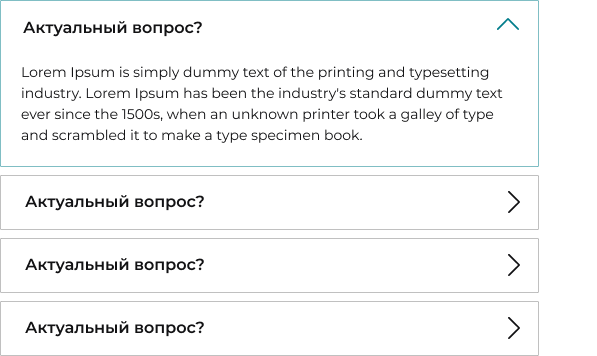 Актуальный вопрос?
Lorem Ipsum is simply dummy text of the printing and typesetting
industry. Lorem Ipsum has been the industry's standard dummy text
ever since the 1500s, when an unknown printer took a galley of type
and scrambled it to make a type specimen book.
Актуальный вопрос?
Актуальный вопрос?
Актуальный вопрос?